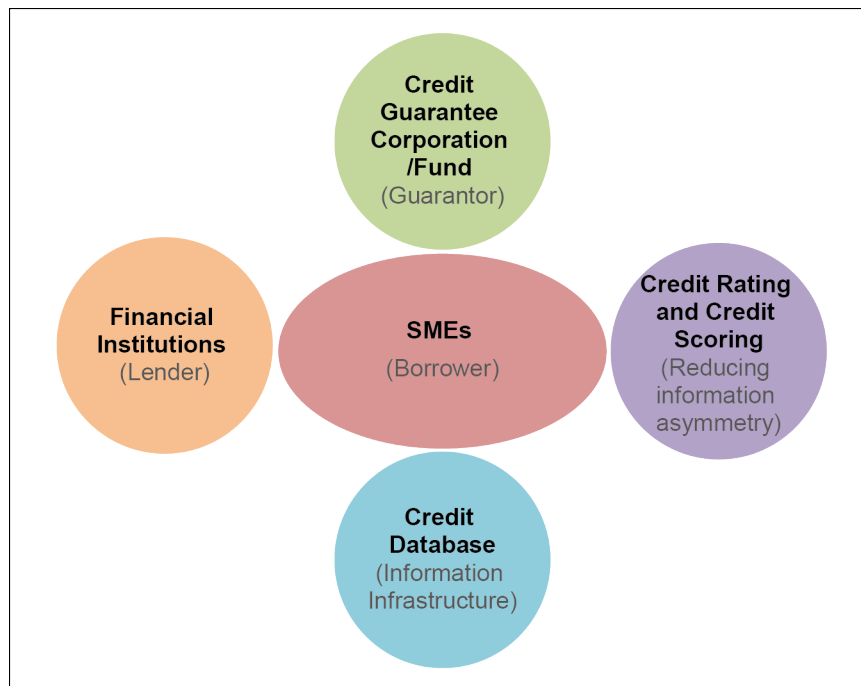 Credit
Guarantee
Corporation
/Fund
(Guarantor)
Financial
Institutions
(Lender)
SMEs
(Borrower)
Credit Rating
and Credit
Scoring
(Reducing
information
asymmetry)
Credit
Database
(Information
Infrastructure)